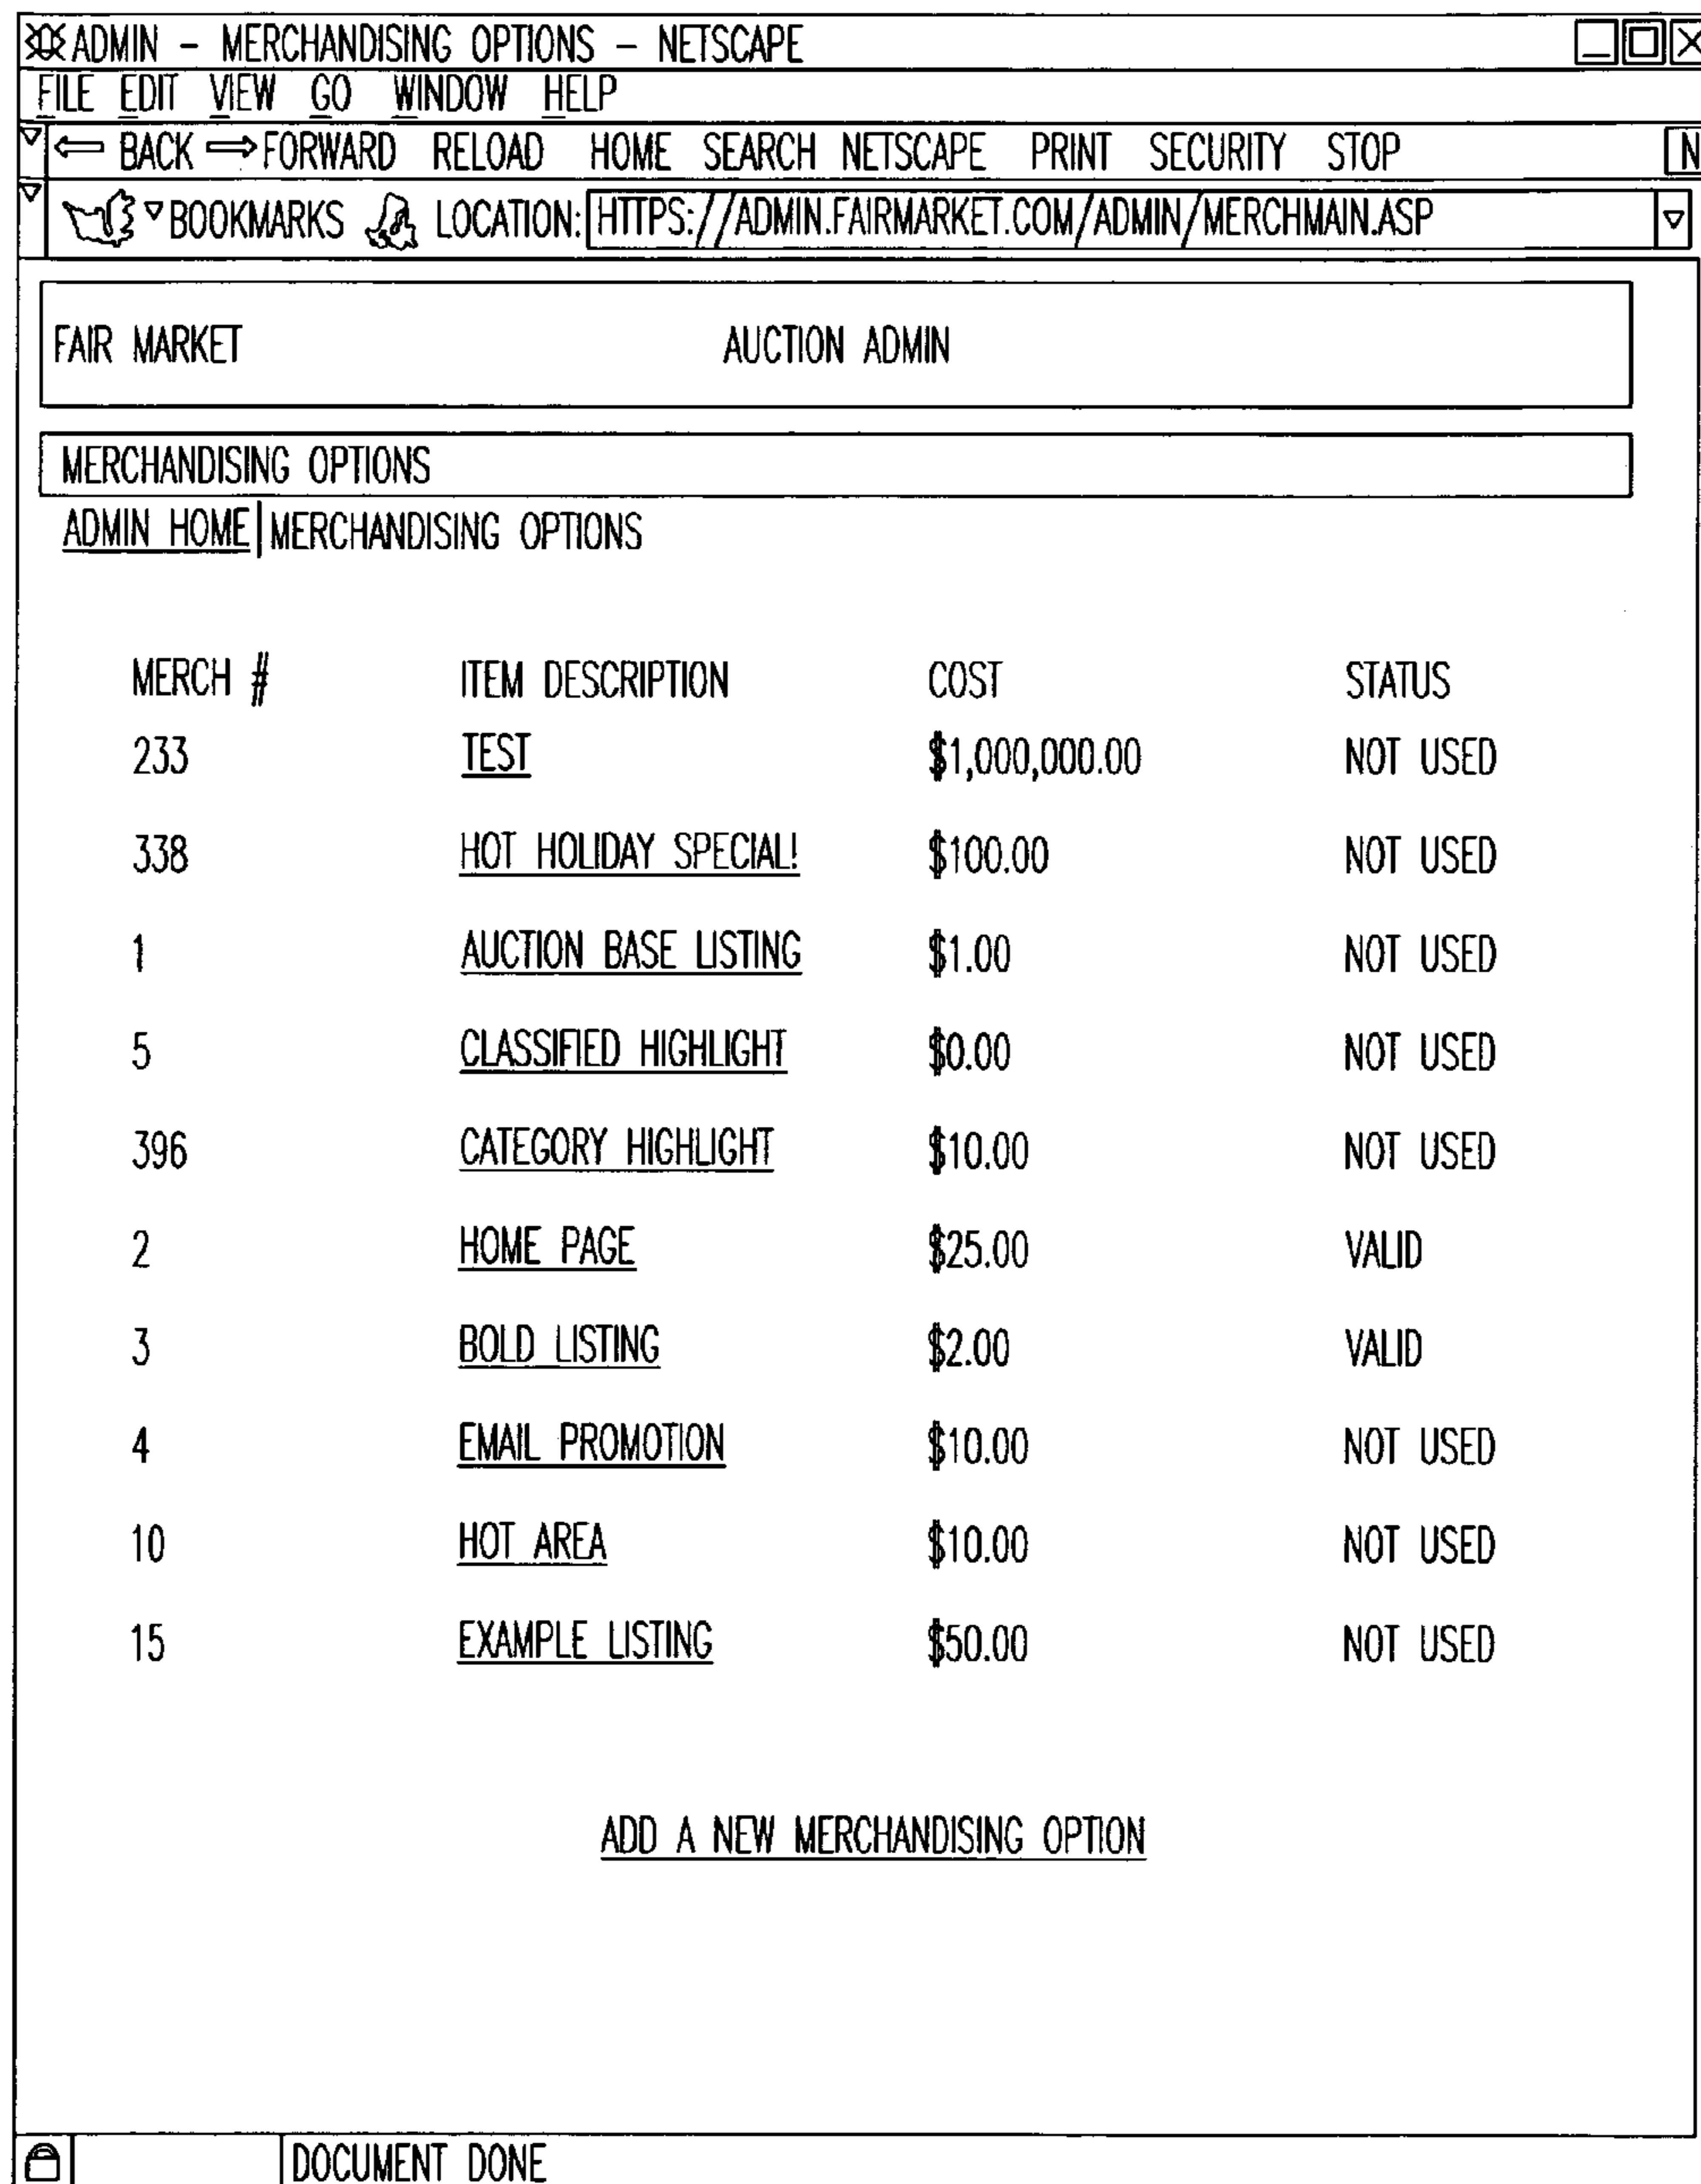 ADMIN – MERCHANDISING OPTIONS – NETSCAPE
FILE EDIT VIEW GO WINDOW HELP
BACK FORWARD RELOAD HOME SEARCH NETSCAPE PRINT SECURITY STOP N
BOOKMARKS LOCATION: HTTPS://ADMIN.FAIRMARKET.COM/ADMIN/MERCHMAIN.ASP
FAIR MARKET AUCTION ADMIN
MERCHANDISING OPTIONS
ADMIN HOME|MERCHANDISING OPTIONS
MERCH # ITEM DESCRIPTION COST STATUS
233 TEST $1,000,000.00 NOT USED
338 HOT HOLIDAY SPECIAL! $100.00 NOT USED
1 AUCTION BASE LISTING $1.00 NOT USED
5 CLASSIFIED HIGHLIGHT $0.00 NOT USED
396 CATEGORY HIGHLIGHT $10.00 NOT USED
2 HOME PAGE $25.00 VALID
3 BOLD LISTING $2.00 VALID
4 EMAIL PROMOTION $10.00 NOT USED
10 HOT AREA $10.00 NOT USED
15 EXAMPLE LISTING $50.00 NOT USED
ADD A NEW MERCHANDISING OPTION
DOCUMENT DONE